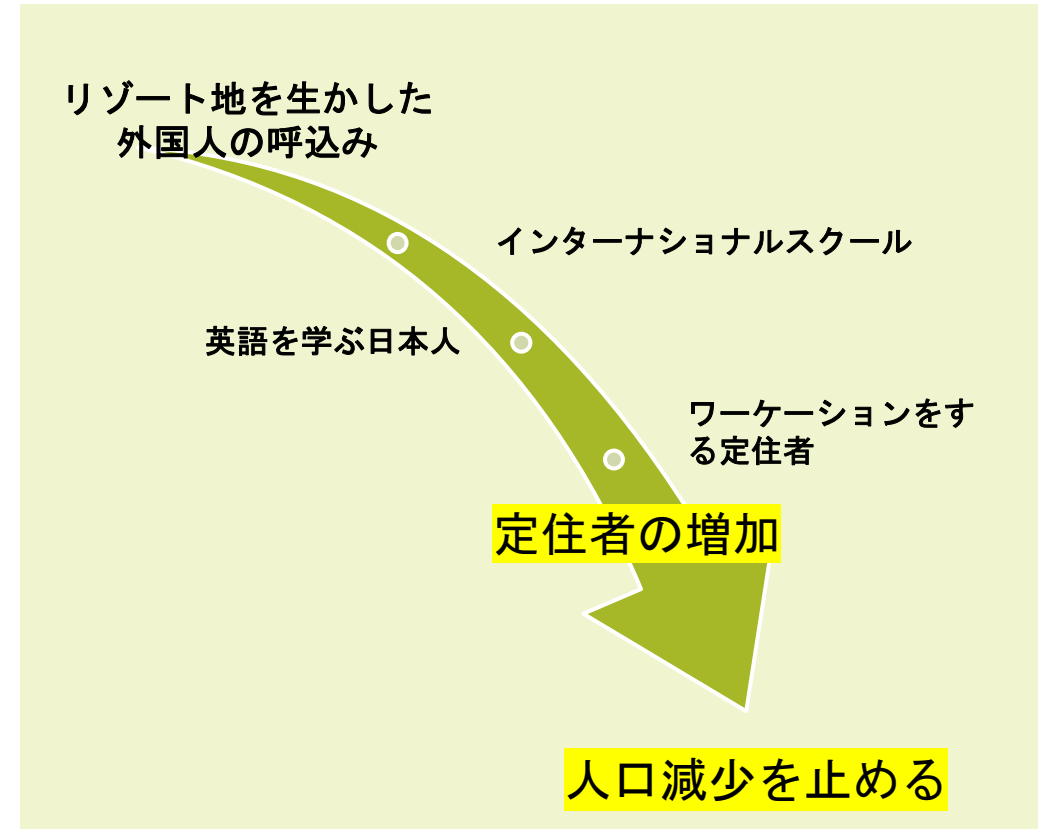 リゾート地を生かした
外国人の呼込み
インターナショナルスクール
英語を学ぶ日本人
ワーケーションをす
る定住者
定住者の増加
人口減少を止める